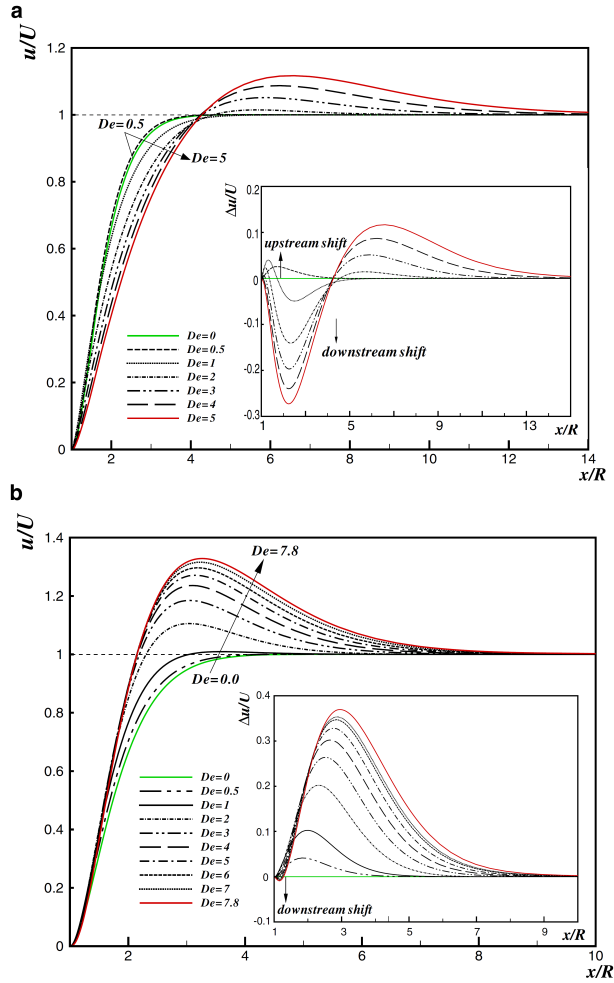 a
u/U
1.2
1
0.8
0.6
0.4
0.2
0
De=0.5
De=5
De=0
De=0.5
De=1
De=2
De=3
De=4
De=5
Δu/U
0.2
0.1
0
-0.1
-0.2
-0.3
upstream shift
downstream shift
1 5 9 13
x/R
2 4 6 8 10 12 14
x/R
b
u/U
1.4
1.2
1
0.8
0.6
0.4
0.2
0
De=7.8
De=0.0
De=0
De=0.5
De=1
De=2
De=3
De=4
De=5
De=6
De=7
De=7.8
Δu/U
0.4
0.3
0.2
0.1
0
-0.1
downstream shift
1 3 5 7 9
x/R
2 4 6 8 10
x/R